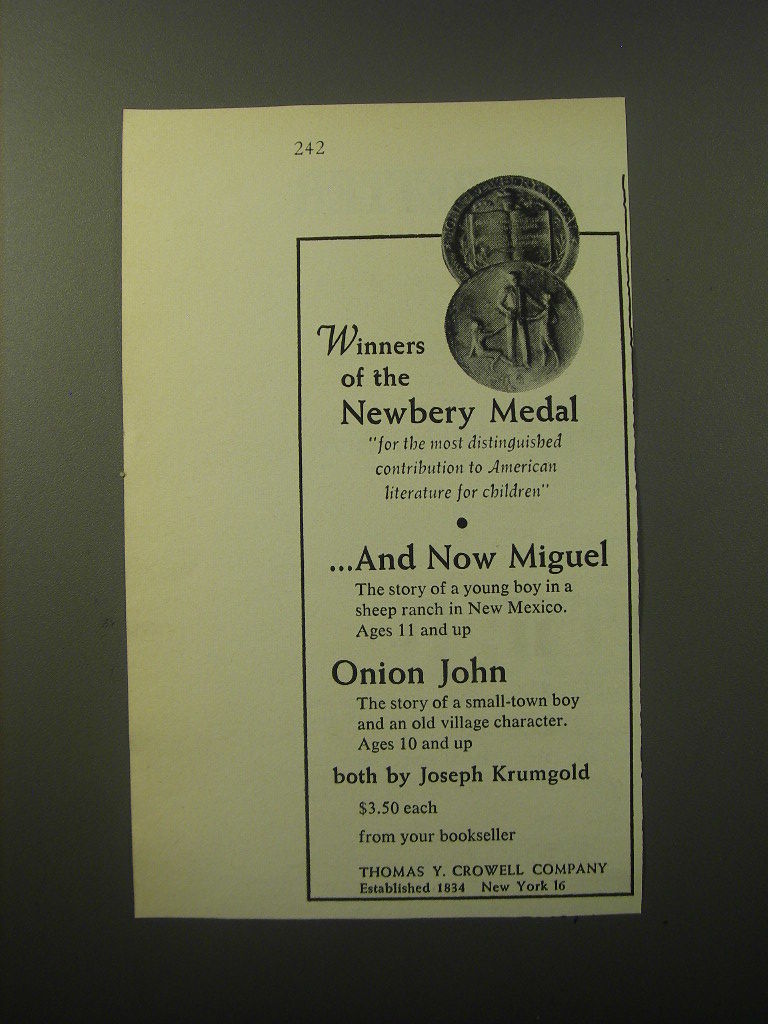 242
Winners
of the
Newbery Medal
"for the most distinguished
contribution to American
literature for children"
•
...And Now Miguel
The story of a young boy in a
sheep ranch in New Mexico.
Ages 11 and up
Onion John
The story of a small-town boy
and an old village character.
Ages 10 and up
both by Joseph Krumgold
$3.50 each
from your bookseller
THOMAS Y. CROWELL COMPANY
Established 1834 New York 16